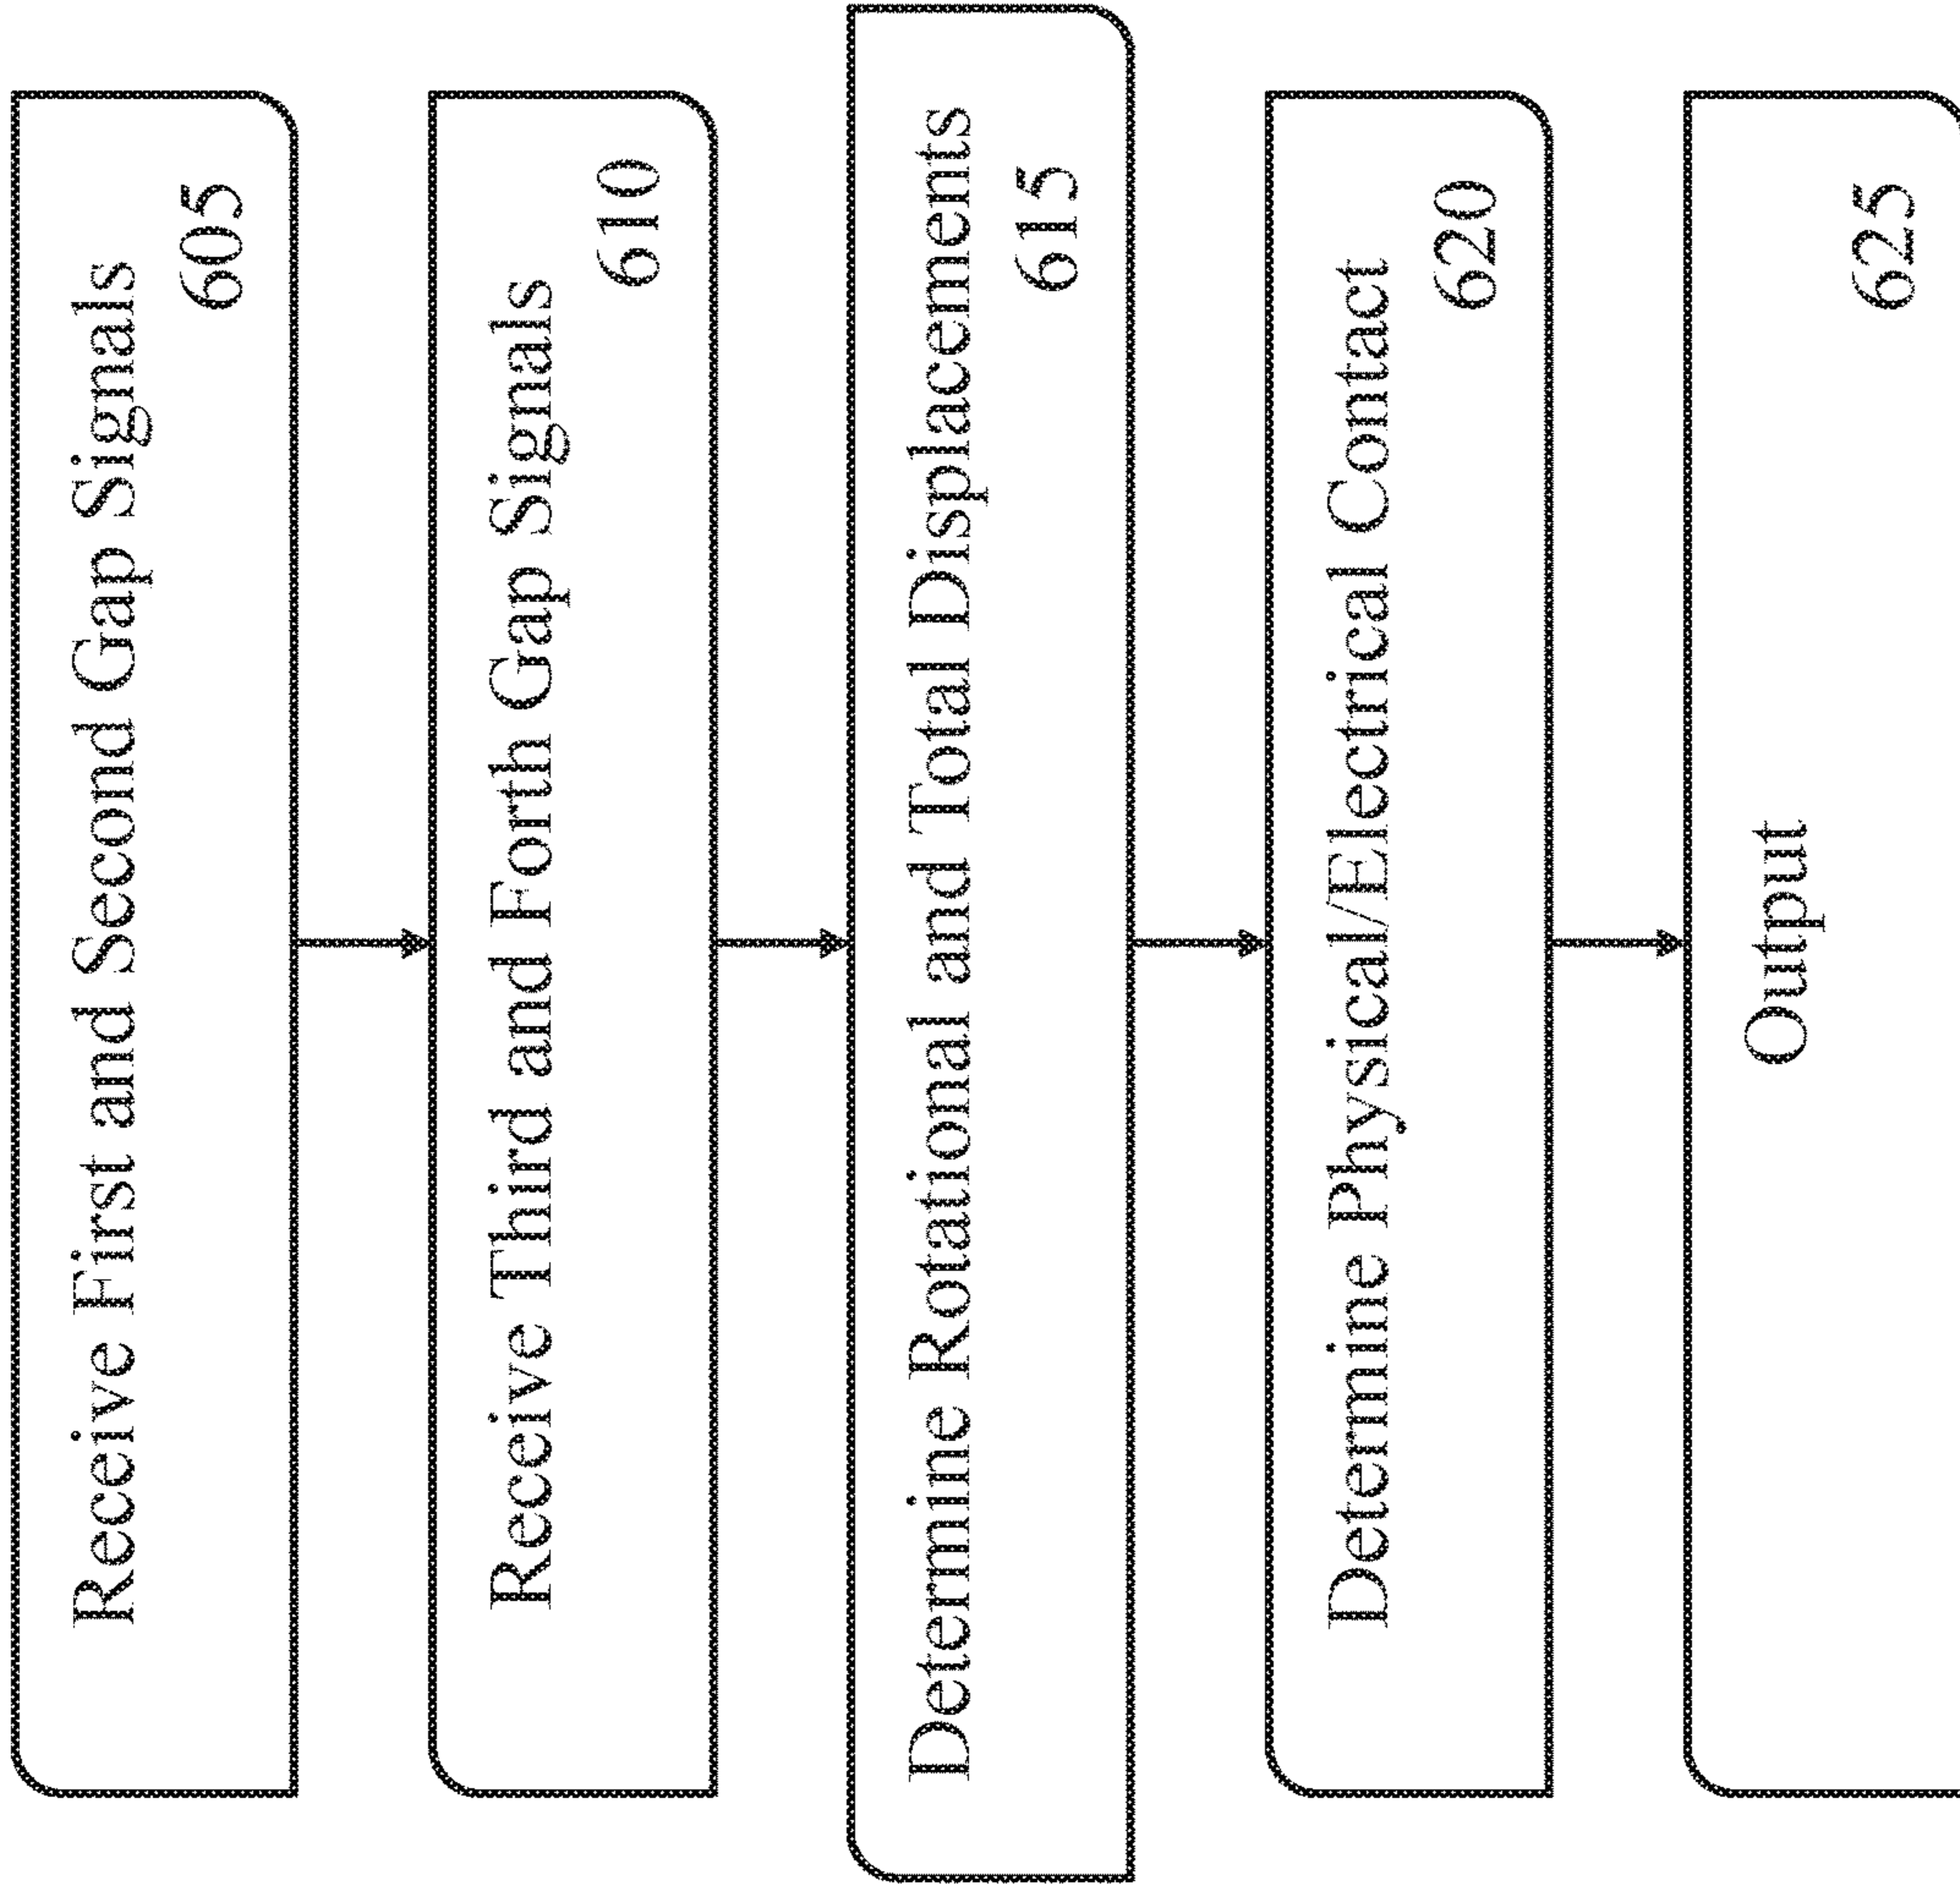 Receive First and Second Gap Signals
605
Receive Third and Forth Gap Signals
610
Determine Rotational and Total Displacements
615
Determine Physical/Electrical Contact
620
Output
625